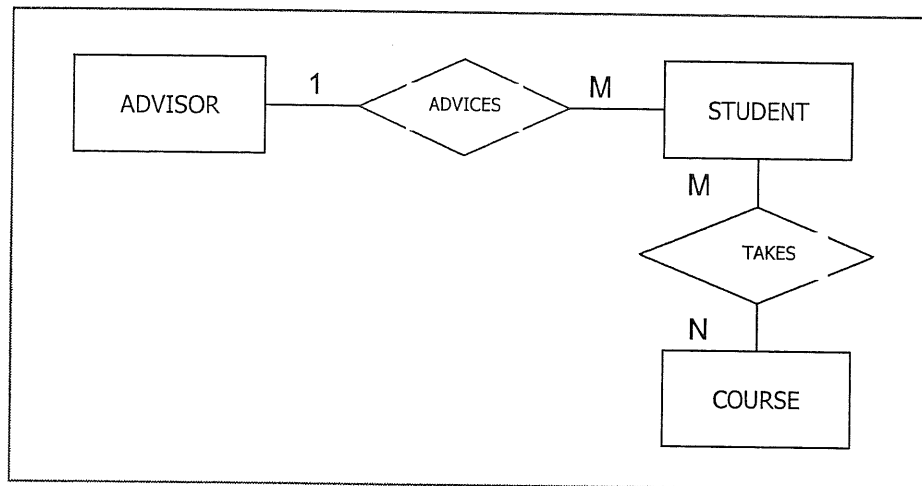 ADVISOR
1
ADVICES
M
STUDENT
M
TAKES
N
COURSE